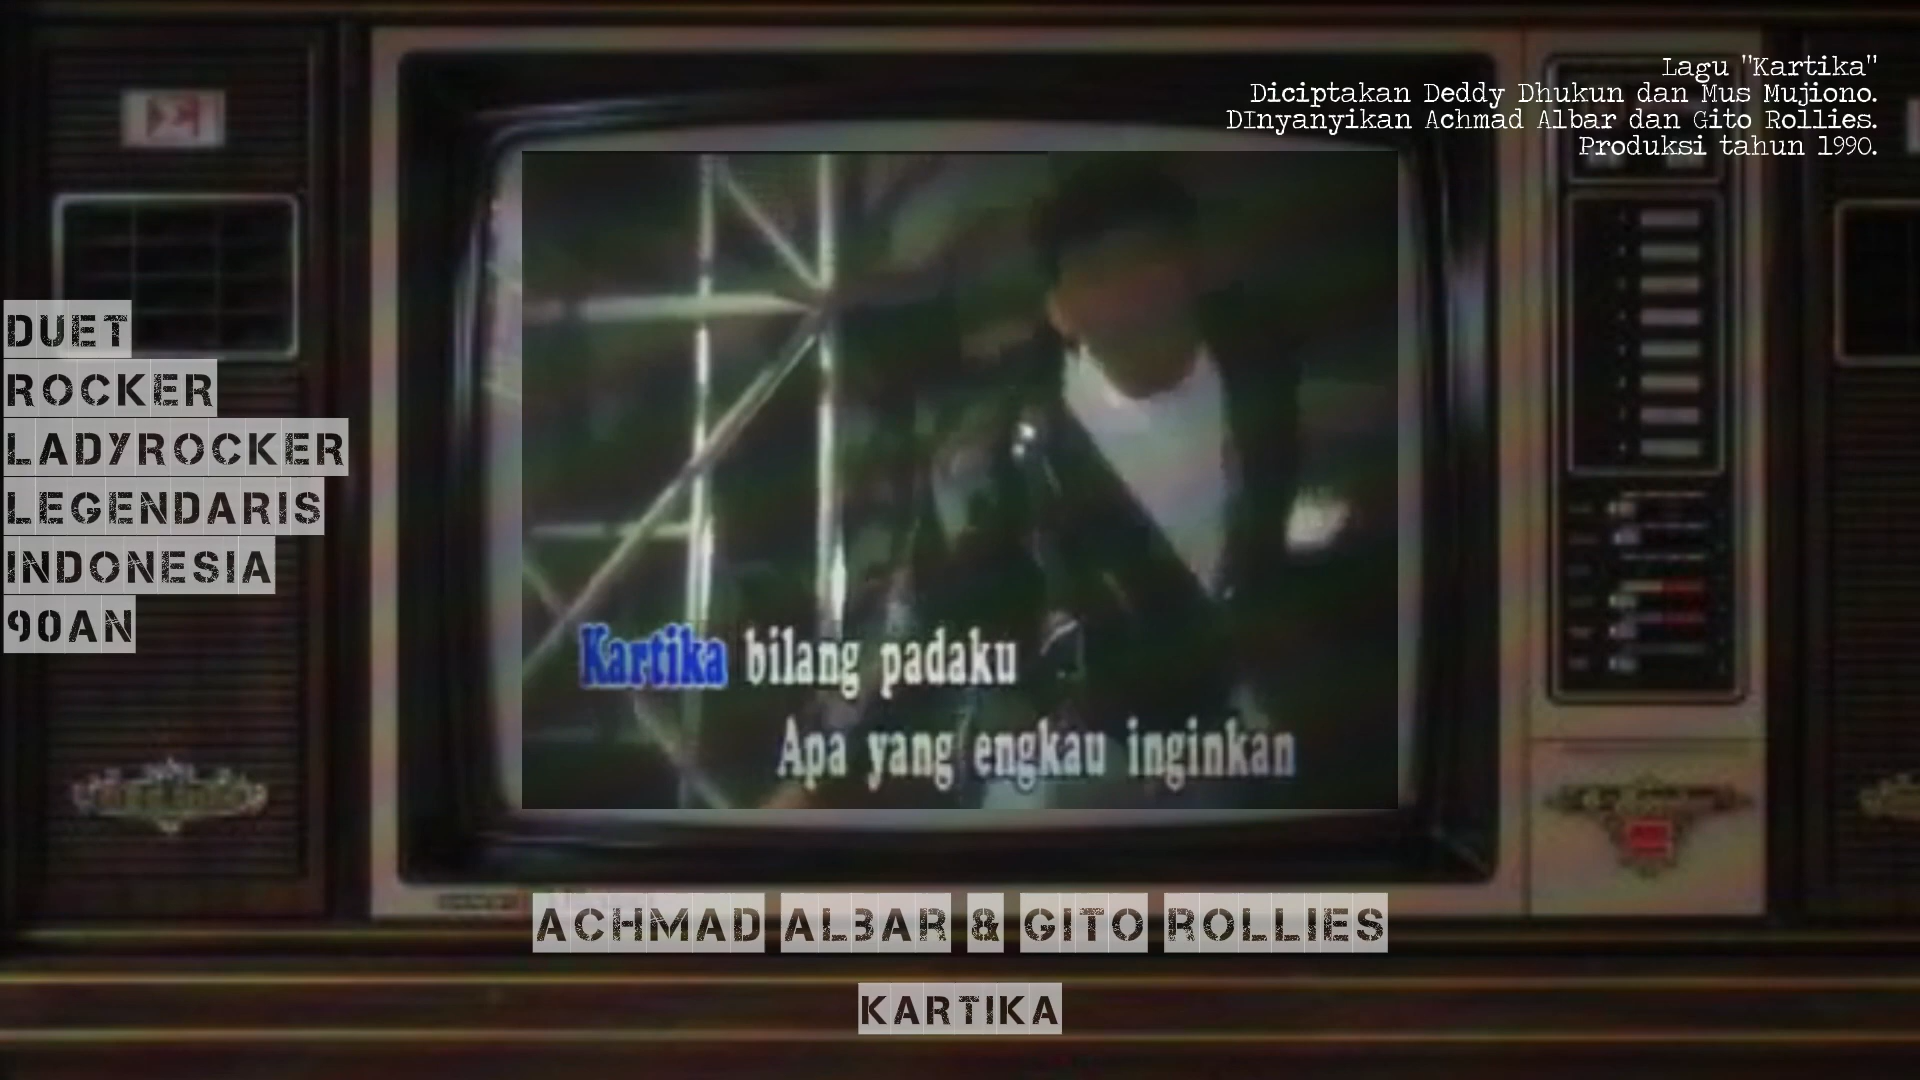 Lagu "Kartika"
Diciptakan Deddy Dhukun dan Mus Mujiono.
DInyanyikan Achmad Albar dan Gito Rollies.
Produksi tahun 1990.
DUET
ROCKER
LADYROCKER
LEGENDARIS
INDONESIA
90AN
Kartika bilang padaku
Apa yang engkau inginkan
ACHMAD ALBAR & GITO ROLLIES
KARTIKA